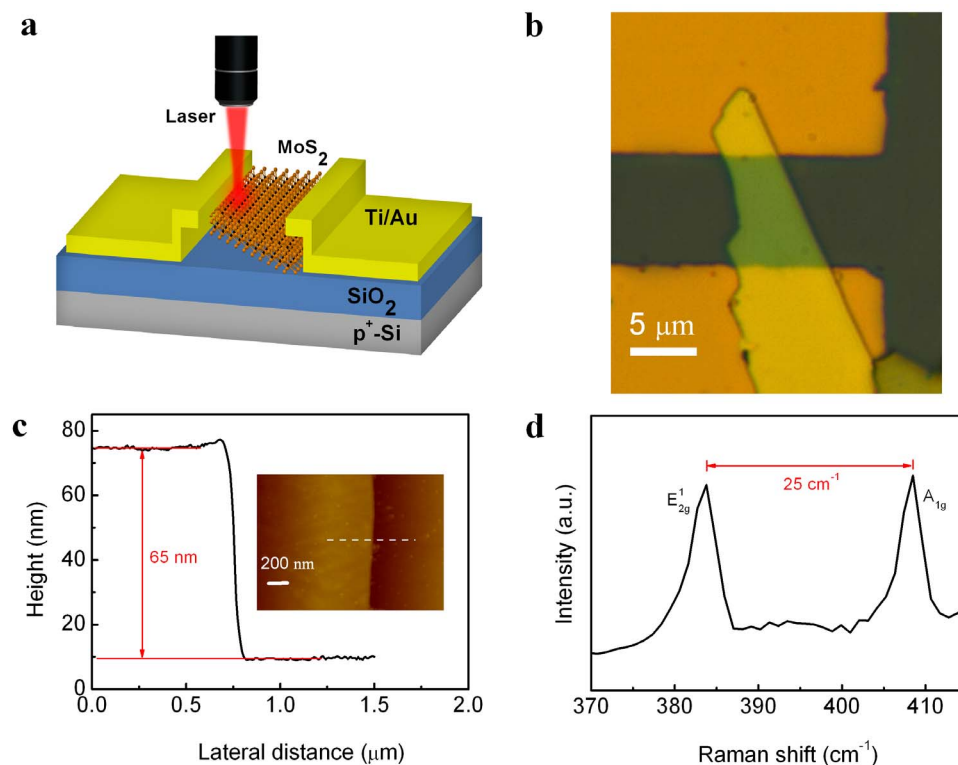 a
Laser
MoS₂
Ti/Au
SiO₂
p⁺-Si
b
5 μm
c
80
60
40
20
10
0
Height (nm)
65 nm
200 nm
0.0 0.5 1.0 1.5 2.0
Lateral distance (μm)
d
25 cm⁻¹
E¹₂g
A₁g
Intensity (a.u.)
370 380 390 400 410
Raman shift (cm⁻¹)